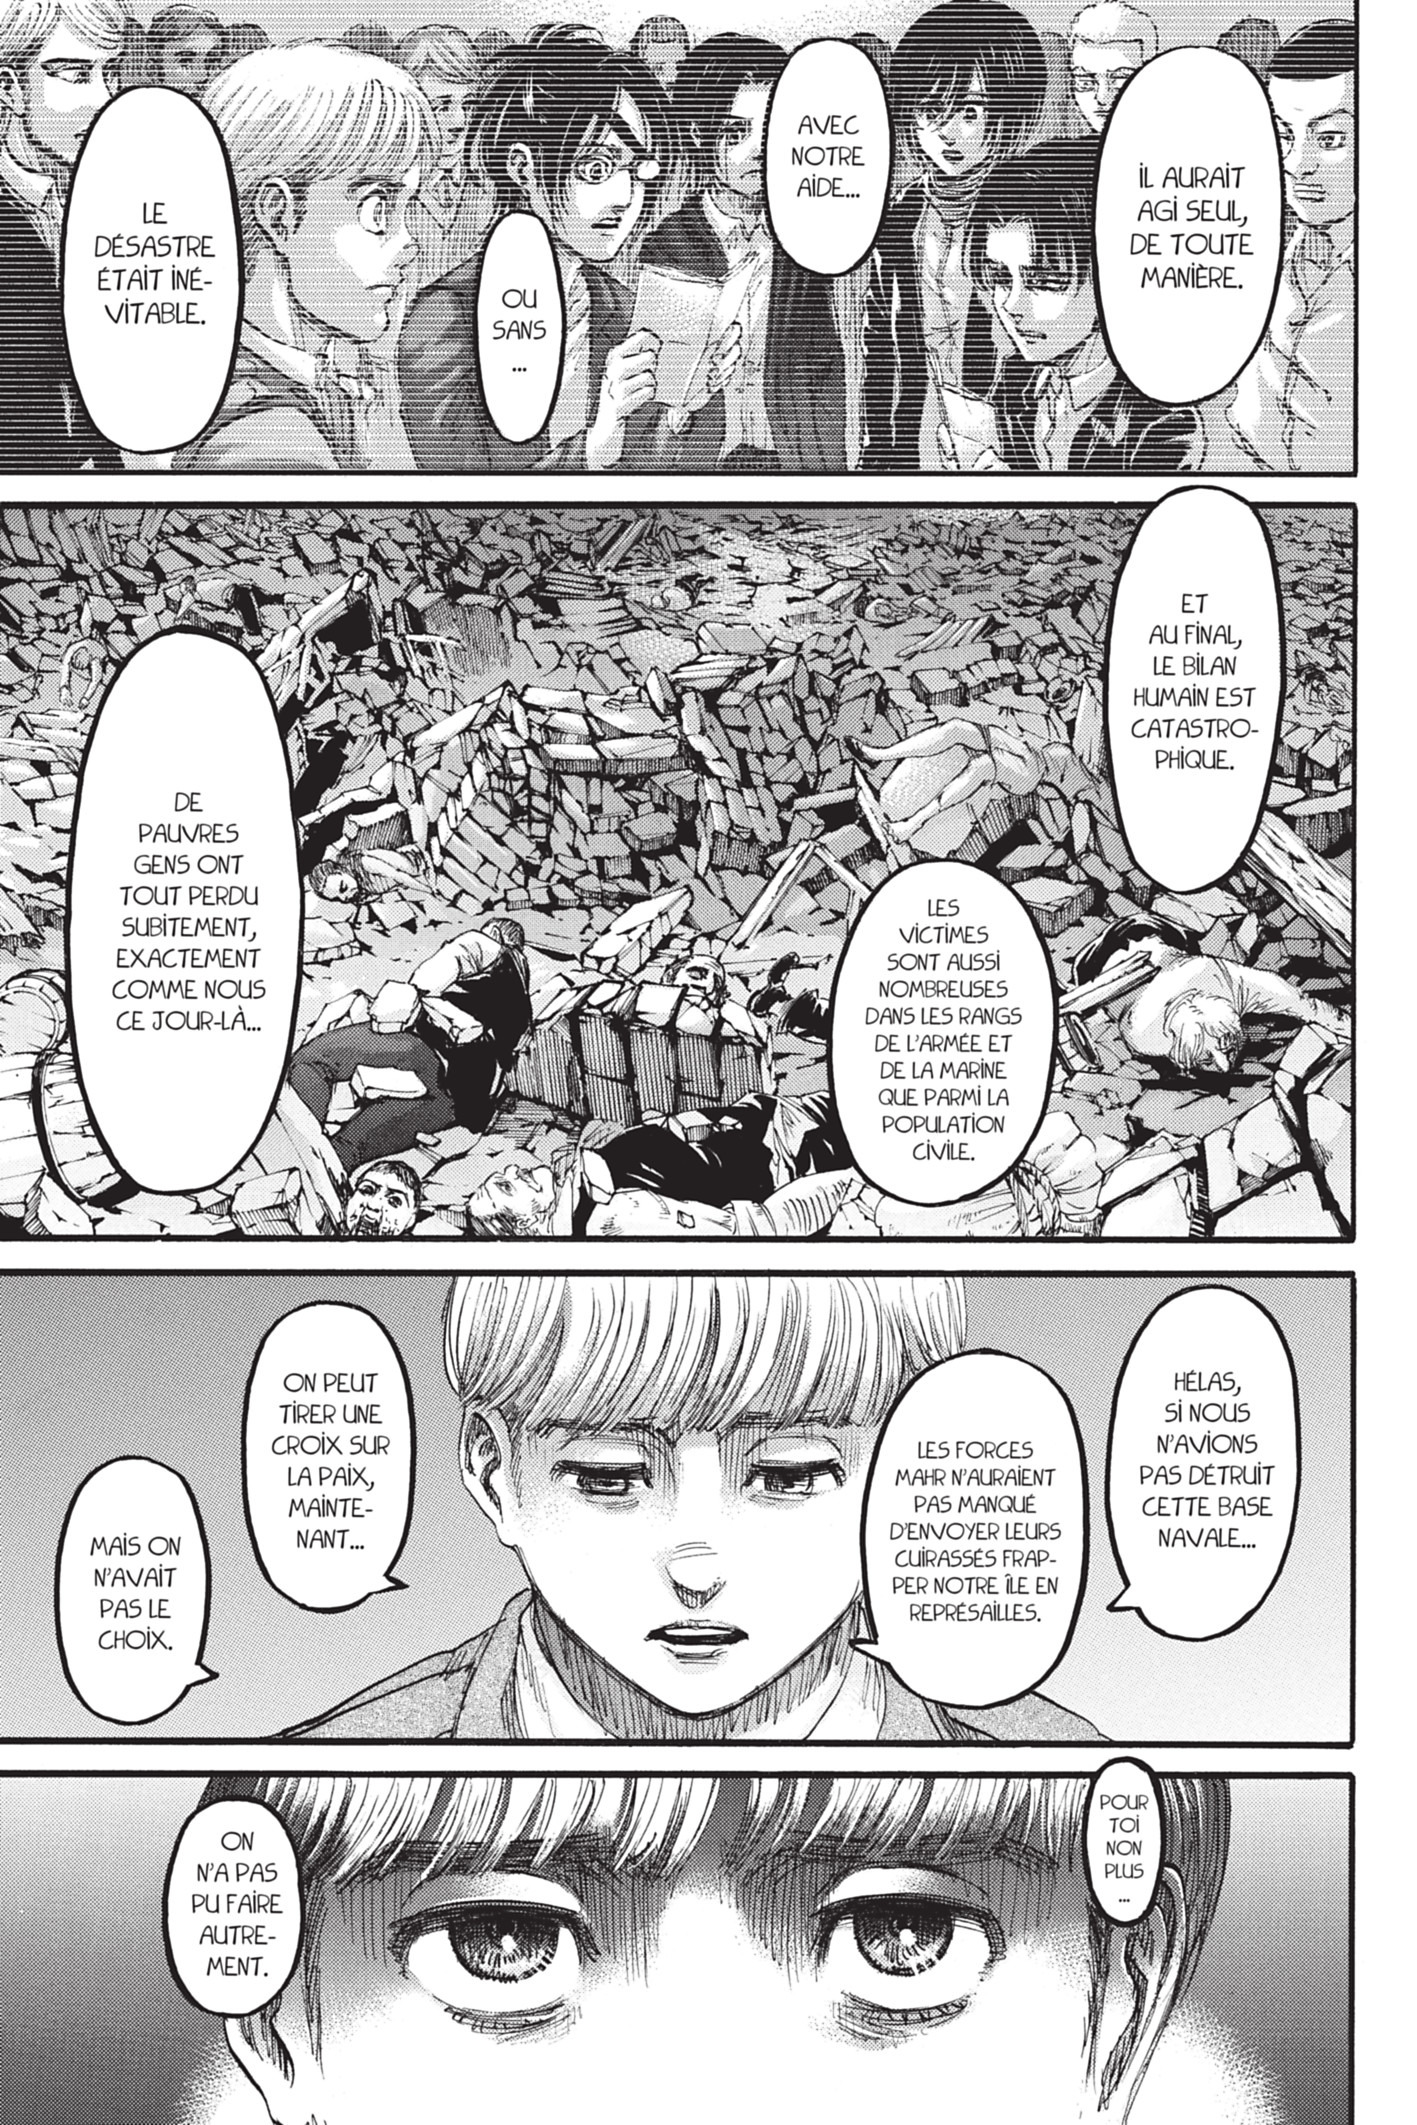 IL AURAIT
AGI SEUL,
DE TOUTE
MANIÈRE.
AVEC
NOTRE
AIDE...
OU
SANS
...
LE
DÉSASTRE
ÉTAIT INÉ-
VITABLE.
ET
AU FINAL,
LE BILAN
HUMAIN EST
CATASTRO-
PHIQUE.
LES
VICTIMES
SONT AUSSI
NOMBREUSES
DANS LES RANGS
DE L'ARMÉE ET
DE LA MARINE
QUE PARMI LA
POPULATION
CIVILE.
DE
PAUVRES
GENS ONT
TOUT PERDU
SUBITEMENT,
EXACTEMENT
COMME NOUS
CE JOUR-LÀ...
HÉLAS,
SI NOUS
N'AVIONS
PAS DÉTRUIT
CETTE BASE
NAVALE...
LES FORCES
MAHR N'AURAIENT
PAS MANQUÉ
D'ENVOYER LEURS
CUIRASSÉS FRAP-
PER NOTRE ÎLE EN
REPRÉSAILLES.
ON PEUT
TIRER UNE
CROIX SUR
LA PAIX,
MAINTE-
NANT...
MAIS ON
N'AVAIT
PAS LE
CHOIX.
POUR
TOI
NON
PLUS
...
ON
N'A PAS
PU FAIRE
AUTRE-
MENT.